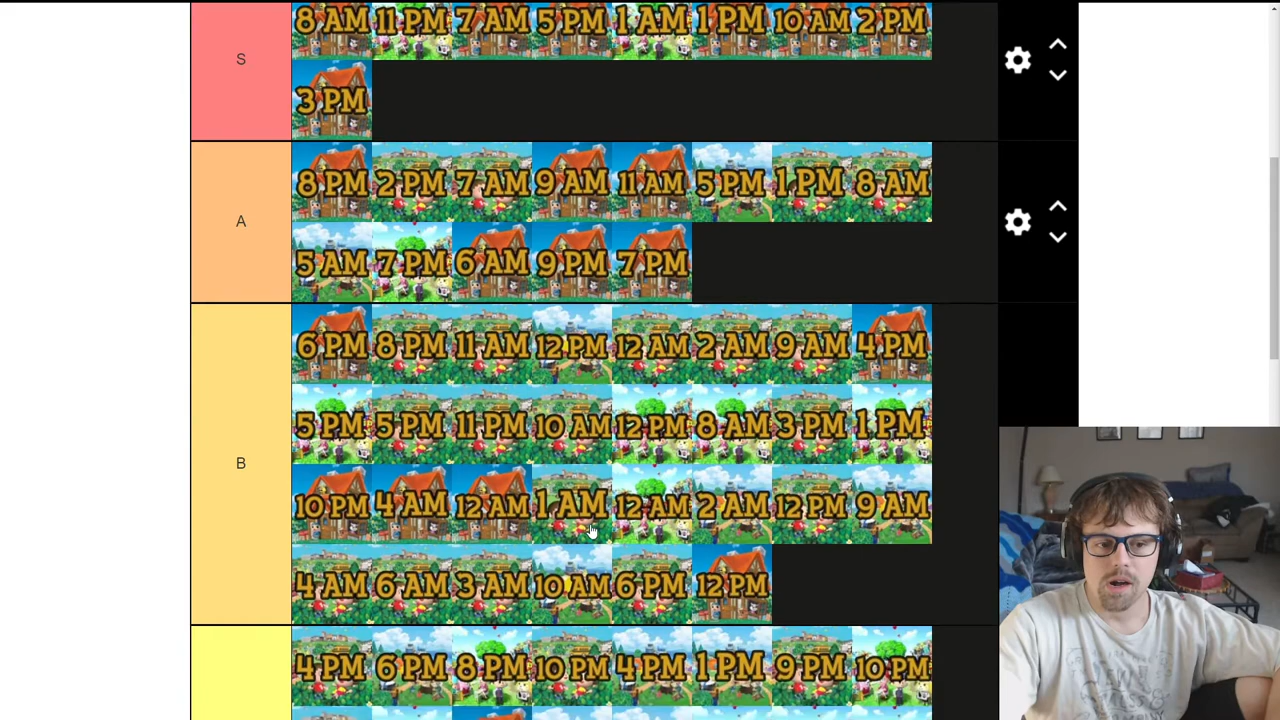 S
8 AM 11 PM 7 AM 5 PM 1 AM 1 PM 10 AM 2 PM
3 PM
A
8 PM 2 PM 7 AM 9 AM 11 AM 5 PM 1 PM 8 AM
5 AM 7 PM 6 AM 9 PM 7 PM
B
6 PM 8 PM 11 AM 12 PM 12 AM 2 AM 9 AM 4 PM
5 PM 5 PM 11 PM 10 AM 12 PM 8 AM 3 PM 1 PM
10 PM 4 AM 12 AM 1 AM 12 AM 2 AM 12 PM 9 AM
4 AM 6 AM 3 AM 10 AM 6 PM 12 PM
4 PM 6 PM 8 PM 10 PM 4 PM 1 PM 9 PM 10 PM